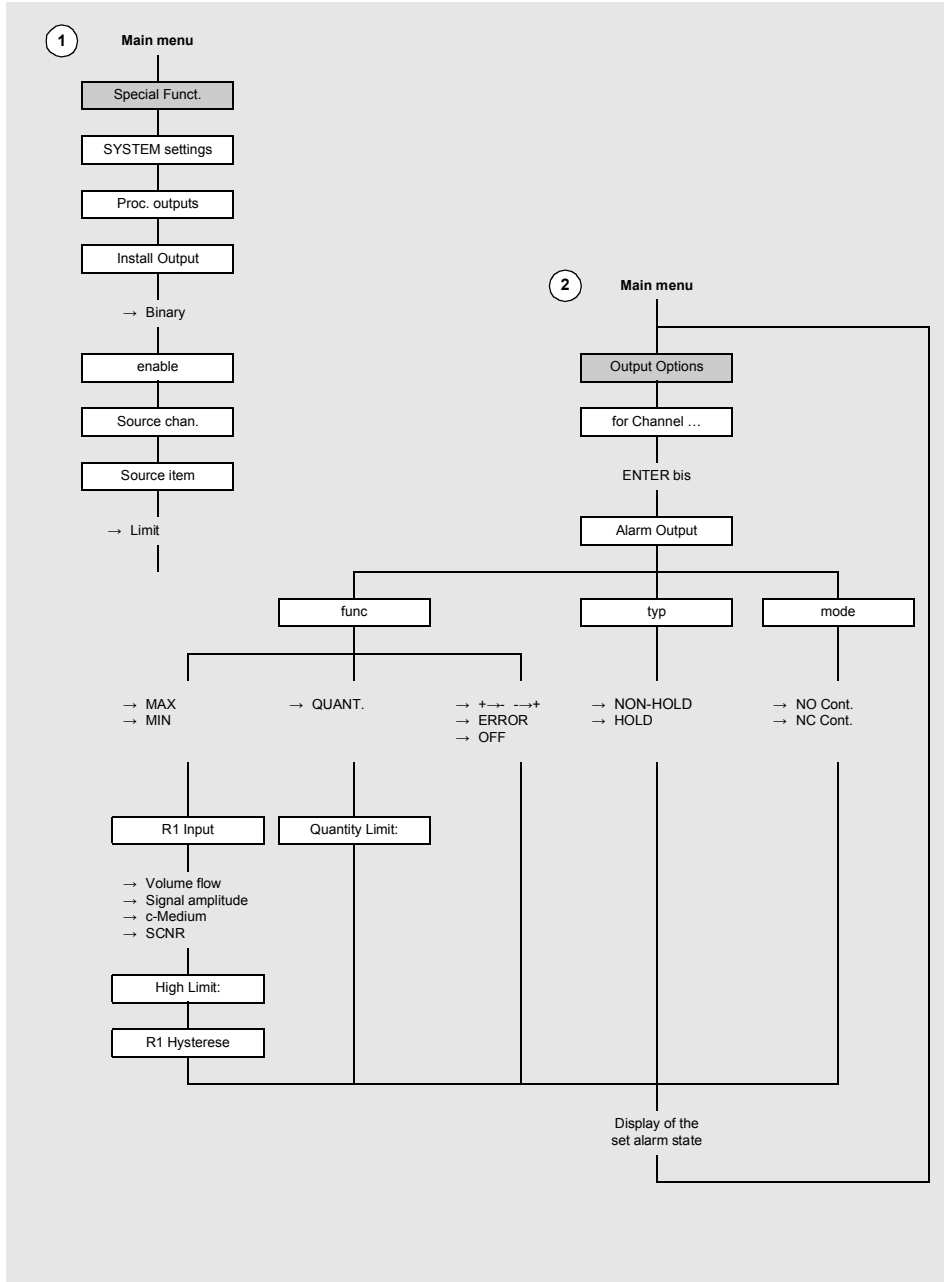 1
Main menu
Special Funct.
SYSTEM settings
Proc. outputs
Install Output
→ Binary
enable
Source chan.
Source item
→ Limit
2
Main menu
Output Options
for Channel …
ENTER bis
Alarm Output
func
typ
mode
→ MAX
→ MIN
→ QUANT.
→ +→- -→+
→ ERROR
→ OFF
→ NON-HOLD
→ HOLD
→ NO Cont.
→ NC Cont.
R1 Input
Quantity Limit:
→ Volume flow
→ Signal amplitude
→ c-Medium
→ SCNR
High Limit:
R1 Hysterese
Display of the
set alarm state